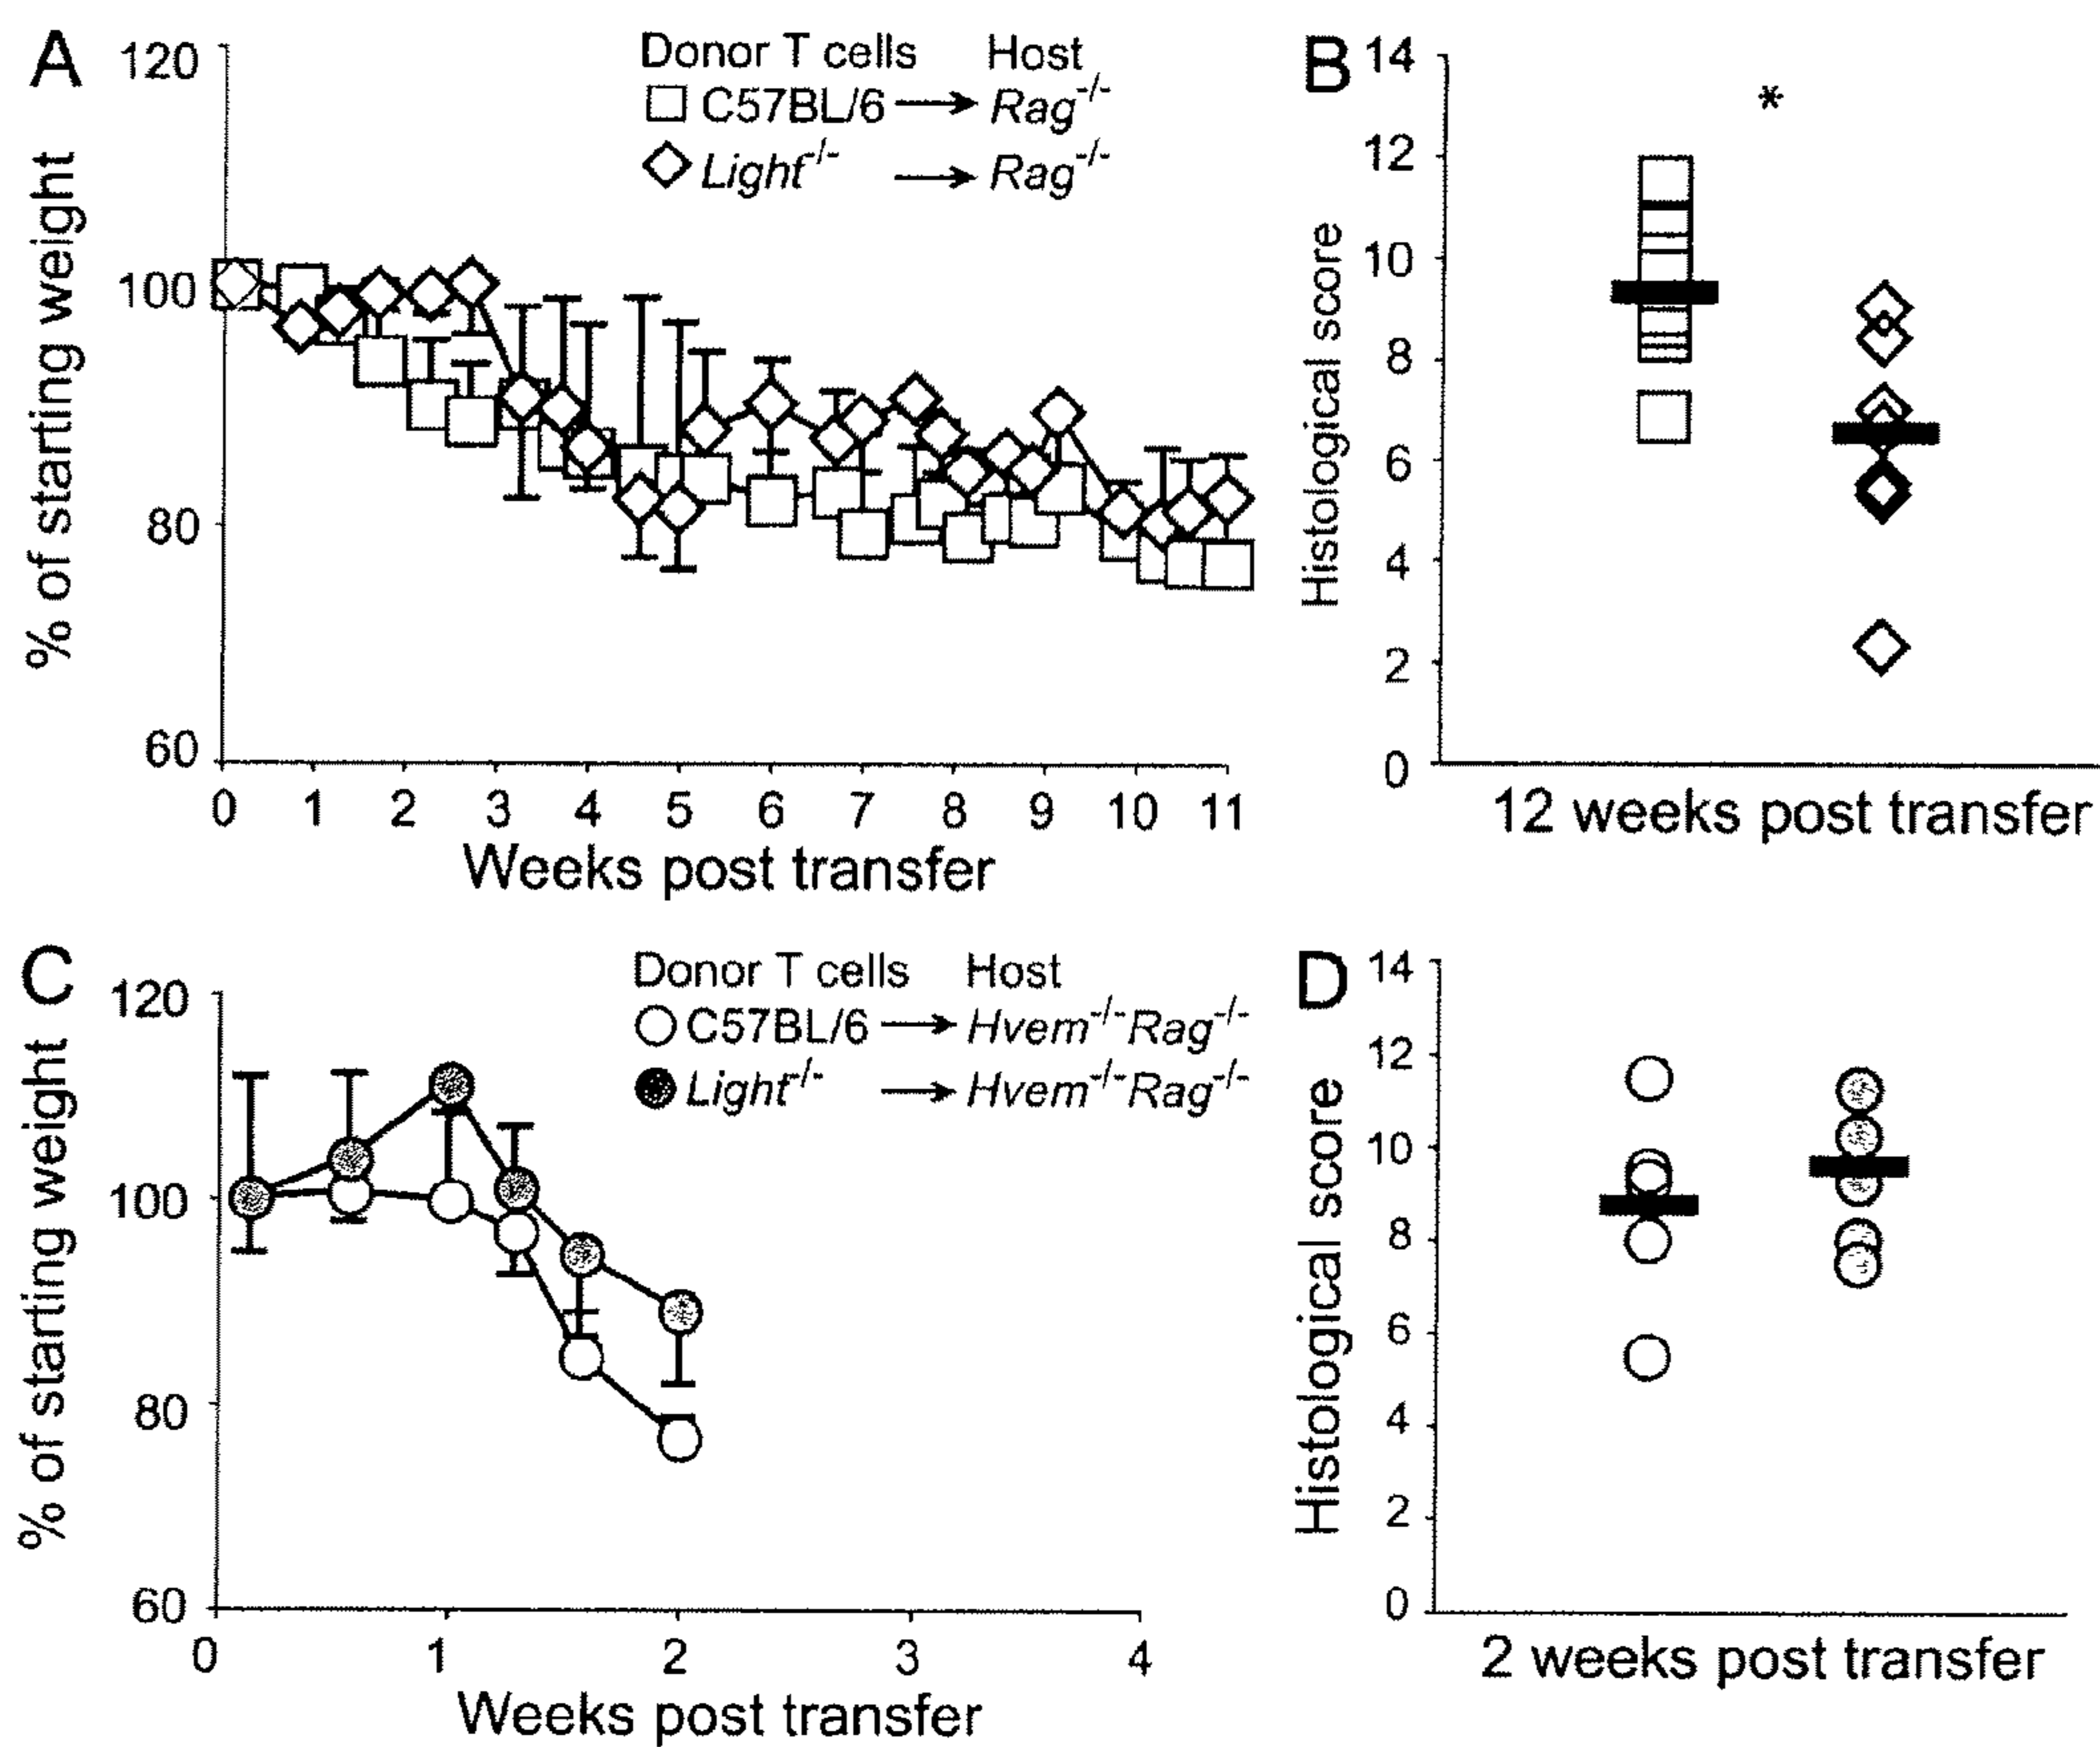 A
120
100
80
60
% of starting weight
Donor T cells Host
C57BL/6 → Rag-/-
Light-/- → Rag-/-
0 1 2 3 4 5 6 7 8 9 10 11
Weeks post transfer
B
14
12
10
8
6
4
2
0
Histological score
*
12 weeks post transfer
C
120
100
80
60
% of starting weight
Donor T cells Host
C57BL/6 → Hvem-/-Rag-/-
Light-/- → Hvem-/-Rag-/-
0 1 2 3 4
Weeks post transfer
D
14
12
10
8
6
4
2
0
Histological score
2 weeks post transfer